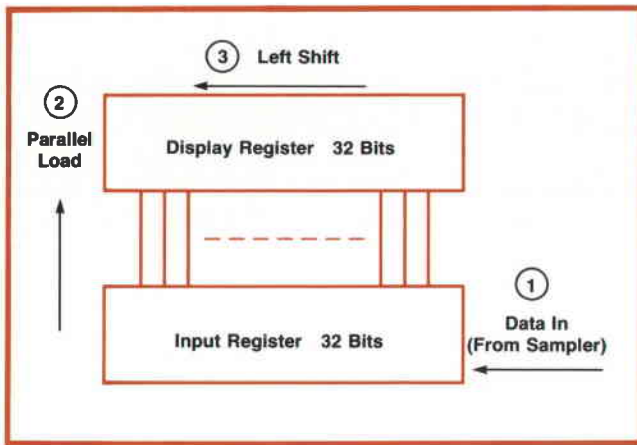 3 Left Shift
2
Parallel
Load
Display Register 32 Bits
1
Data In
(From Sampler)
Input Register 32 Bits